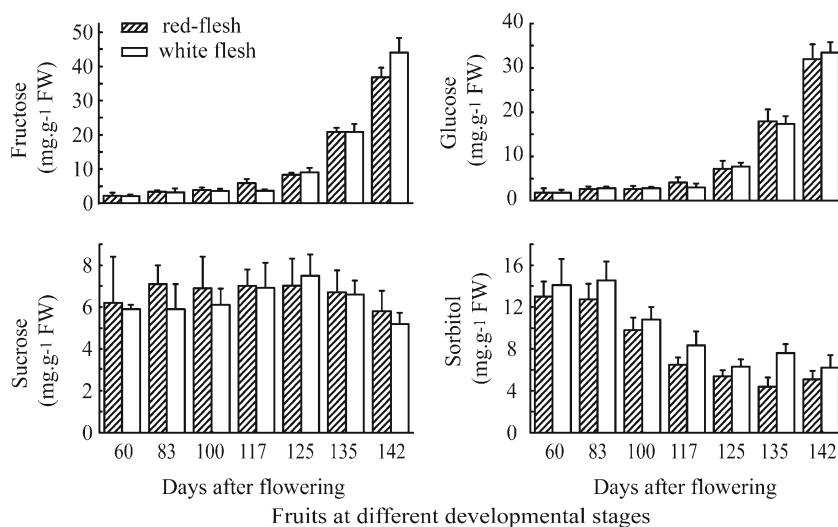 red-flesh
white flesh
Fructose
(mg.g-1 FW)
50
40
30
20
10
0
Glucose
(mg.g-1 FW)
40
30
20
10
0
Sucrose
(mg.g-1 FW)
8
6
4
2
0
60 83 100 117 125 135 142
Days after flowering
Sorbitol
(mg.g-1 FW)
16
12
8
4
0
60 83 100 117 125 135 142
Days after flowering
Fruits at different developmental stages